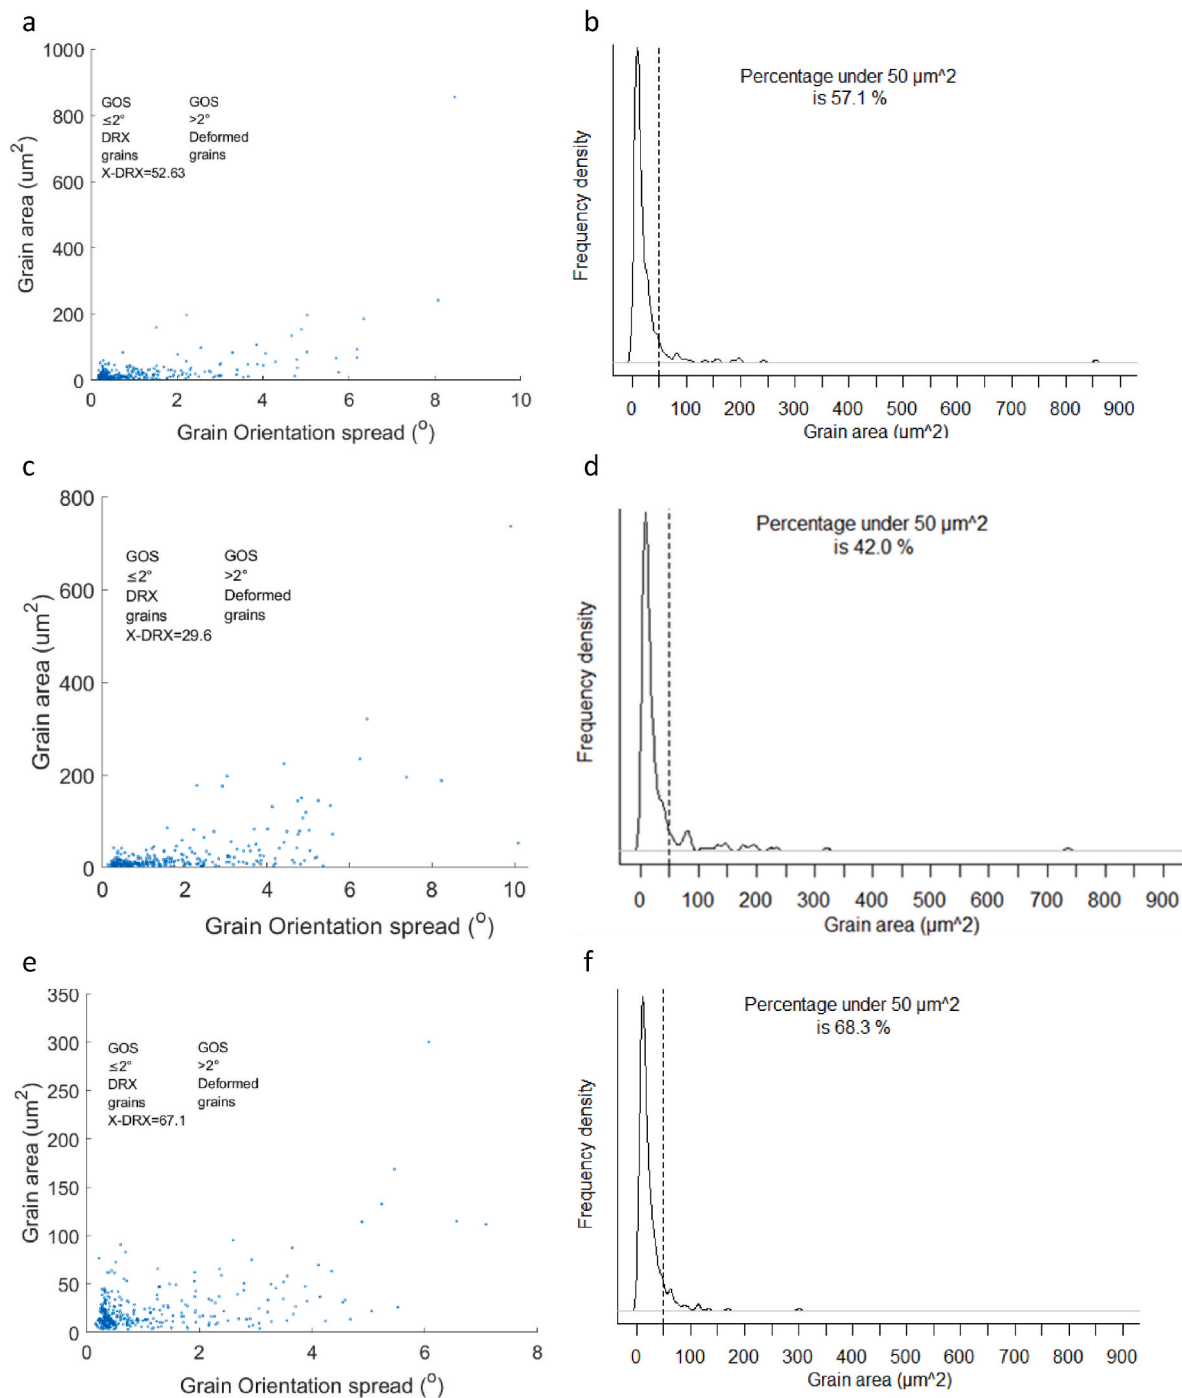 a
1000
800
600
400
200
0
GOS GOS
≤2° >2°
DRX Deformed
grains grains
X-DRX=52.63
Grain area (um2)
0 2 4 6 8 10
Grain Orientation spread (o)
b
Percentage under 50 µm^2
is 57.1 %
Frequency density
0 100 200 300 400 500 600 700 800 900
Grain area (µm^2)
c
800
600
400
200
0
GOS GOS
≤2° >2°
DRX Deformed
grains grains
X-DRX=29.6
Grain area (um2)
0 2 4 6 8 10
Grain Orientation spread (o)
d
Percentage under 50 µm^2
is 42.0 %
Frequency density
0 100 200 300 400 500 600 700 800 900
Grain area (µm^2)
e
350
300
250
200
150
100
50
0
GOS GOS
≤2° >2°
DRX Deformed
grains grains
X-DRX=67.1
Grain area (um2)
0 2 4 6 8
Grain Orientation spread (o)
f
Percentage under 50 µm^2
is 68.3 %
Frequency density
0 100 200 300 400 500 600 700 800 900
Grain area (µm^2)